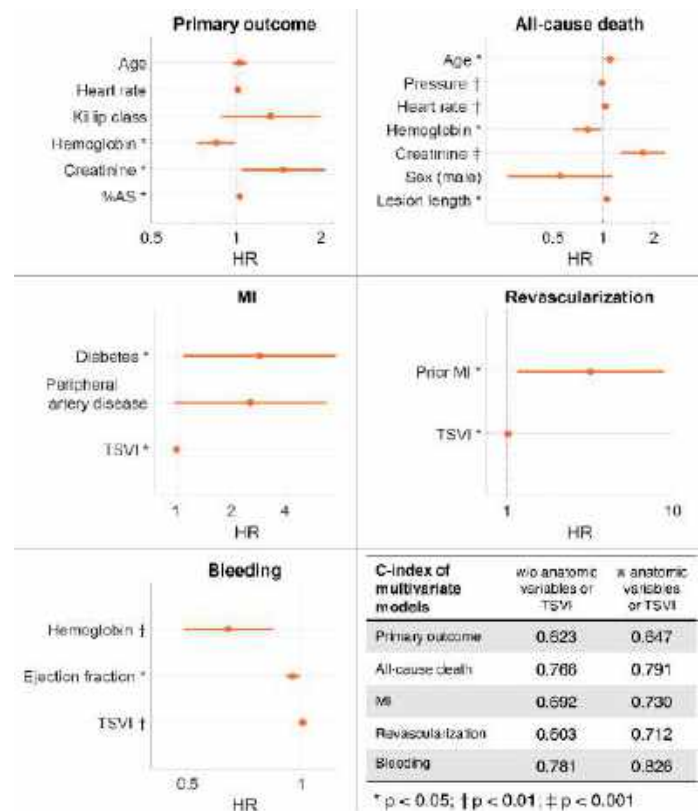 Primary outcome
Age
Heart rate
Killip class
Hemoglobin *
Creatinine *
%AS *
0.5 1 2
HR
All-cause death
Age *
Pressure †
Heart rate †
Hemoglobin *
Creatinine ‡
Sex (male)
Lesion length *
0.5 1 2
HR
MI
Diabetes *
Peripheral
artery disease
TSVI *
1 2 4
HR
Revascularization
Prior MI *
TSVI *
1 10
HR
Bleeding
Hemoglobin ‡
Ejection fraction *
TSVI †
0.5 1
HR
C-index of multivariate models w/o anatomic variables or TSVI w anatomic variables or TSVI
Primary outcome 0.623 0.647
All-cause death 0.766 0.791
MI 0.692 0.730
Revascularization 0.603 0.712
Bleeding 0.781 0.826
* p < 0.05; † p < 0.01; ‡ p < 0.001